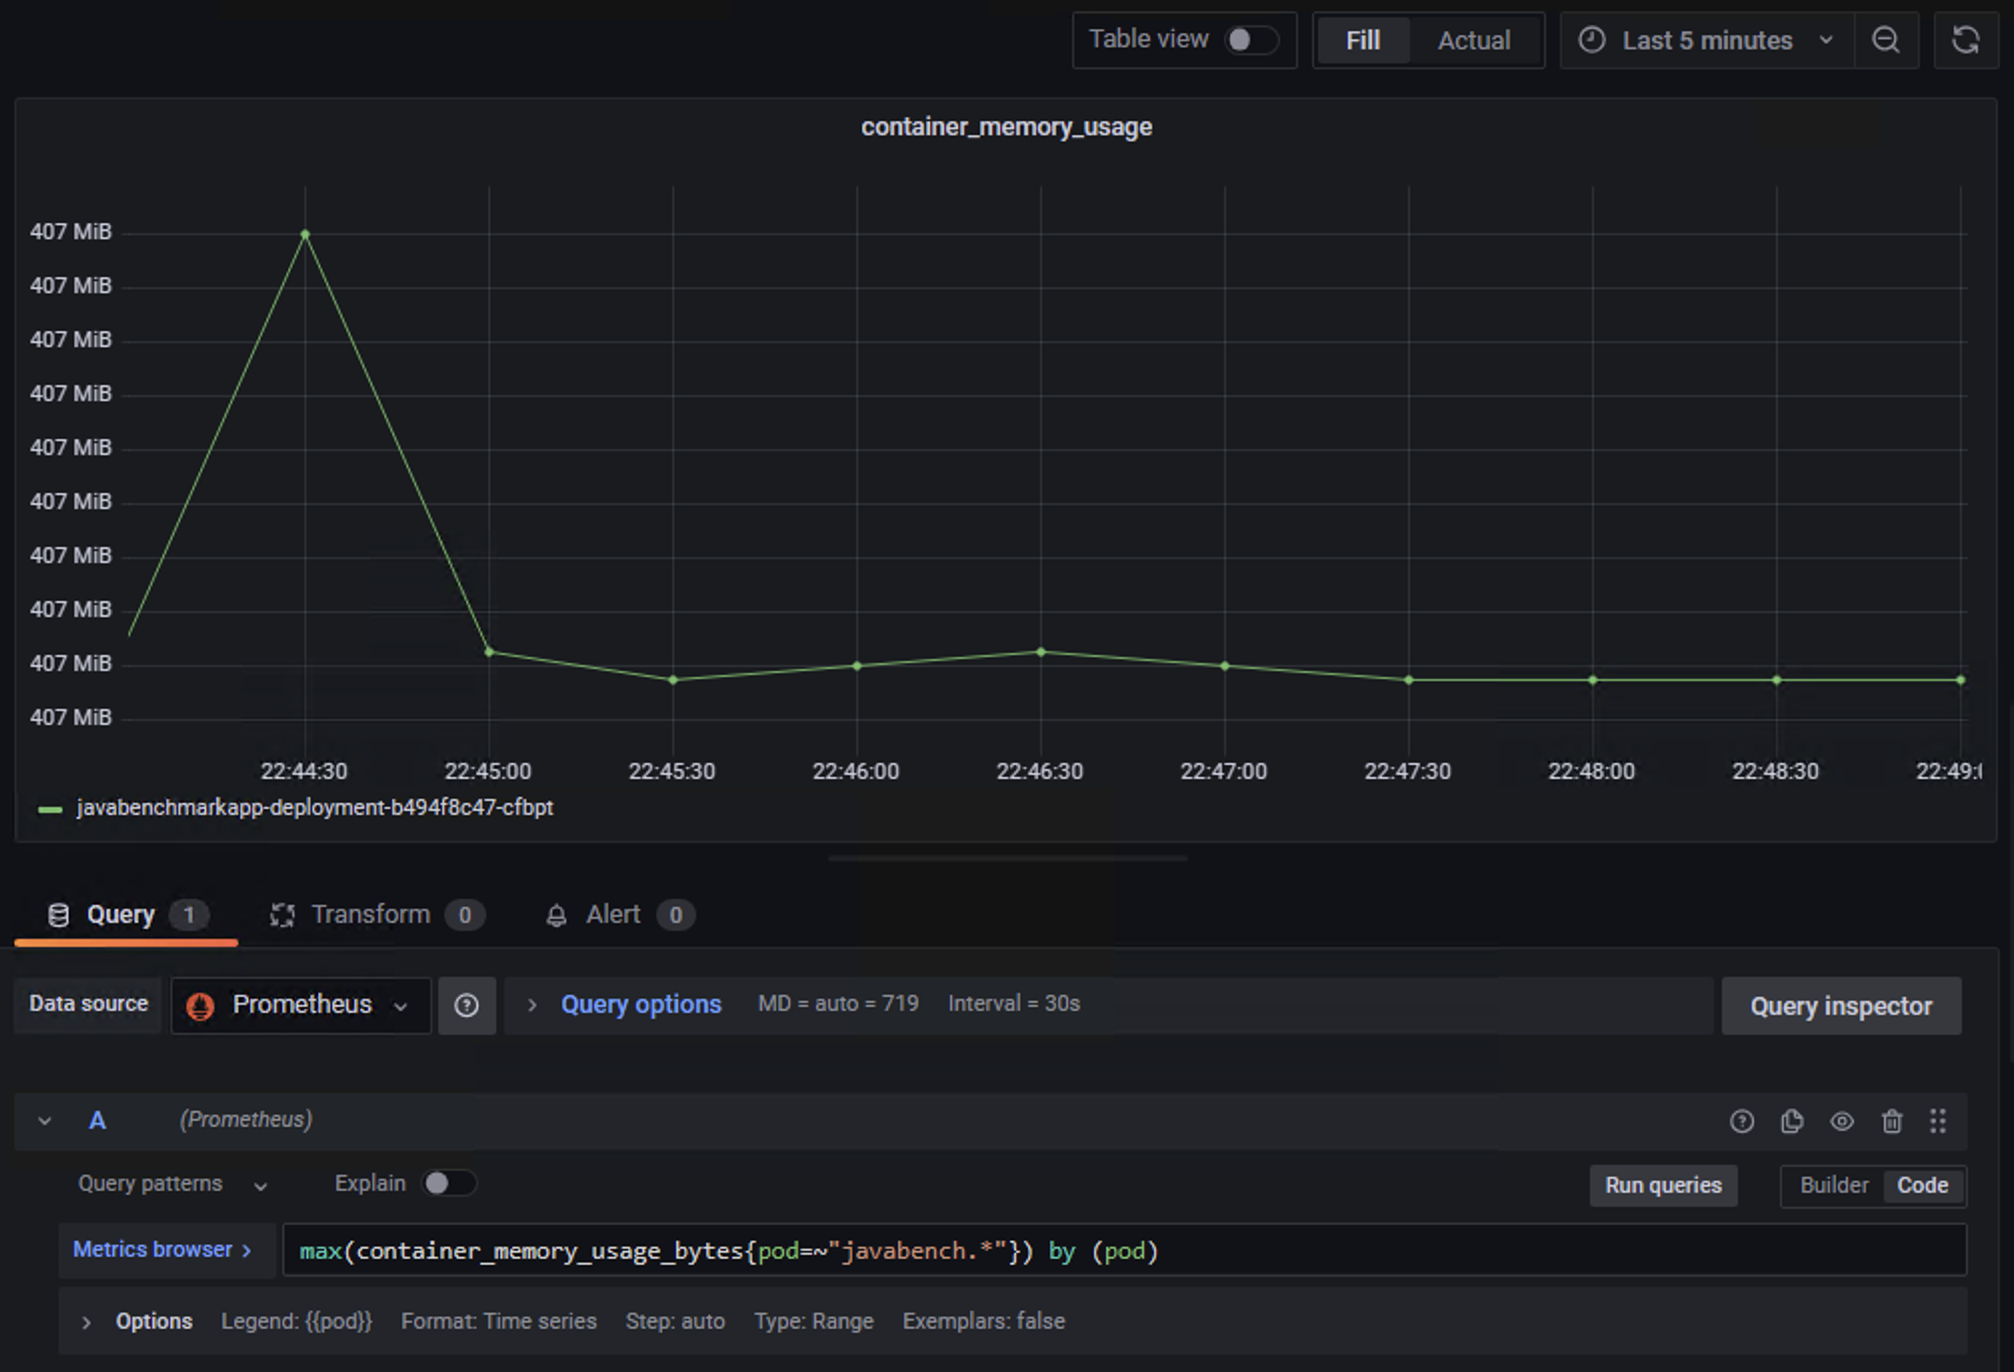 Table view Fill Actual Last 5 minutes
container_memory_usage
407 MiB
407 MiB
407 MiB
407 MiB
407 MiB
407 MiB
407 MiB
407 MiB
407 MiB
407 MiB
22:44:30 22:45:00 22:45:30 22:46:00 22:46:30 22:47:00 22:47:30 22:48:00 22:48:30 22:49:
javabenchmarkapp-deployment-b494f8c47-cfbpt
Query 1 Transform 0 Alert 0
Data source Prometheus Query options MD = auto = 719 Interval = 30s Query inspector
A (Prometheus)
Query patterns Explain Run queries Builder Code
Metrics browser > max(container_memory_usage_bytes{pod=~"javabench.*"}) by (pod)
Options Legend: {{pod}} Format: Time series Step: auto Type: Range Exemplars: false